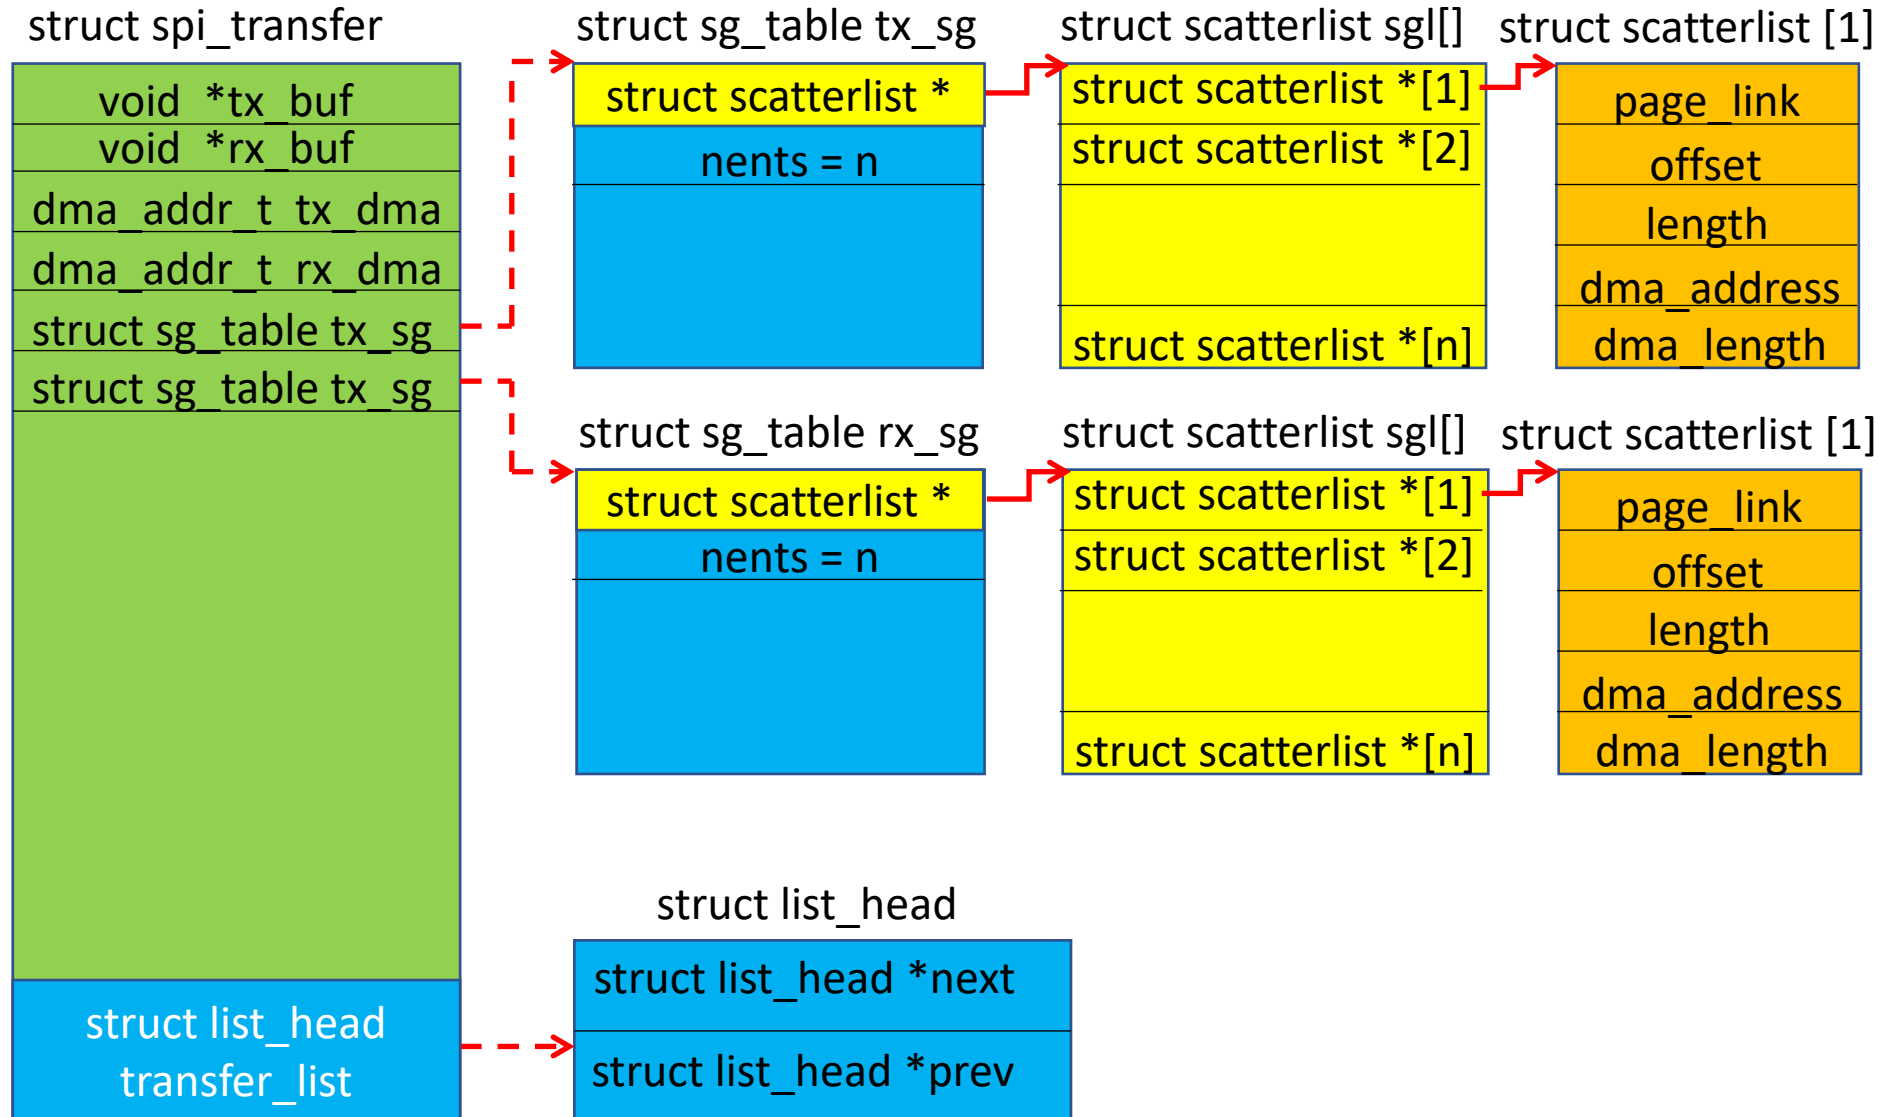 struct spi_transfer
void *tx_buf
void *rx_buf
dma_addr_t tx_dma
dma_addr_t rx_dma
struct sg_table tx_sg
struct sg_table tx_sg
struct list_head
transfer_list
struct sg_table tx_sg
struct scatterlist *
nents = n
struct scatterlist sgl[]
struct scatterlist *[1]
struct scatterlist *[2]
struct scatterlist *[n]
struct scatterlist [1]
page_link
offset
length
dma_address
dma_length
struct sg_table rx_sg
struct scatterlist *
nents = n
struct scatterlist sgl[]
struct scatterlist *[1]
struct scatterlist *[2]
struct scatterlist *[n]
struct scatterlist [1]
page_link
offset
length
dma_address
dma_length
struct list_head
struct list_head *next
struct list_head *prev